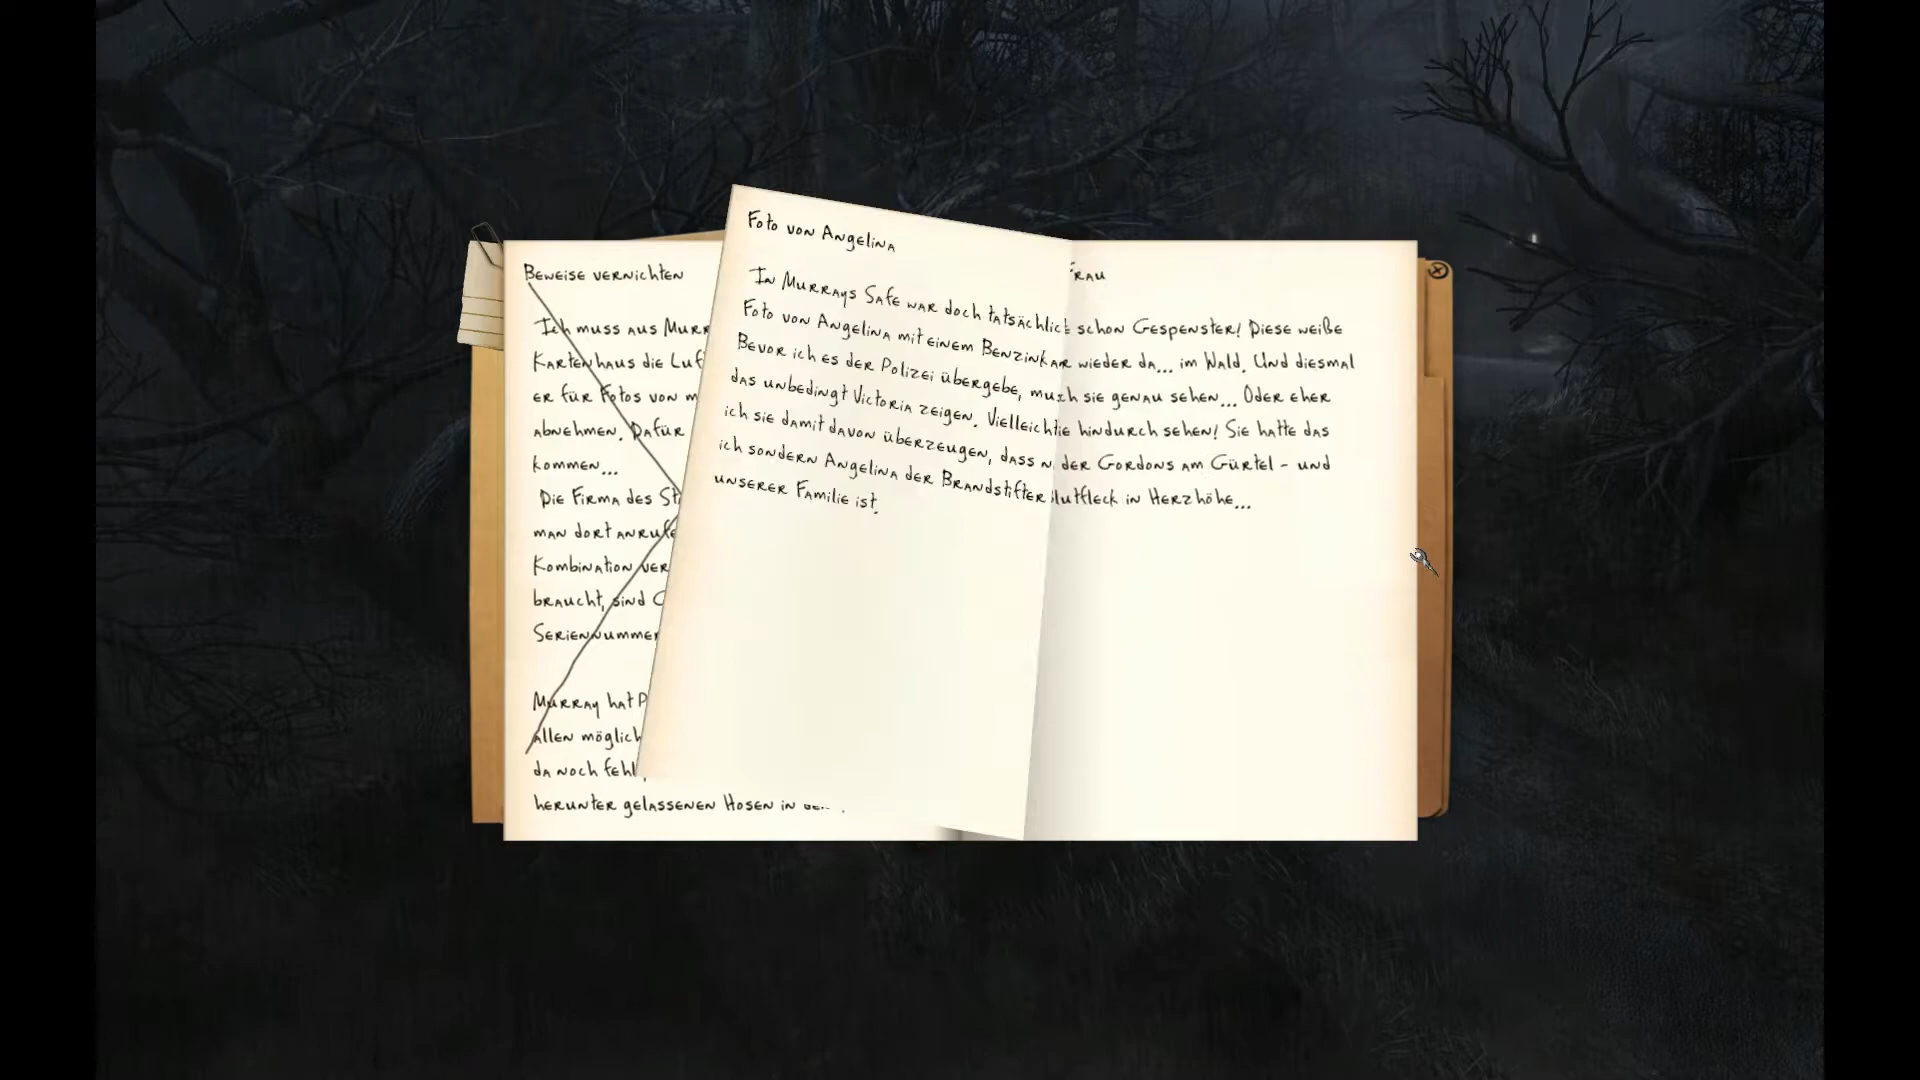 Beweise vernichten
Ich muss aus Murr
Kartenhaus die Luf
er für Fotos von m
abnehmen. Dafür
kommen...
Die Firma des St
man dort anrufe
Kombination ver
braucht, sind
Seriennummer
Murray hat P
allen möglich
da noch fehl
herunter gelassenen Hosen in
Foto von Angelina
In Murrays Safe war doch tatsächlich
Foto von Angelina mit einem Benzinkan
Bevor ich es der Polizei übergebe, mu
das unbedingt Victoria zeigen. Vielleicht
ich sie damit davon überzeugen, dass n
ich sondern Angelina der Brandstifter
unserer Familie ist.
Frau
schon Gespenster! Diese weiße
wieder da... im Wald. Und diesmal
ch sie genau sehen... Oder eher
ie hindurch sehen! Sie hatte das
der Gordons am Gürtel - und
lutfleck in Herzhöhe...